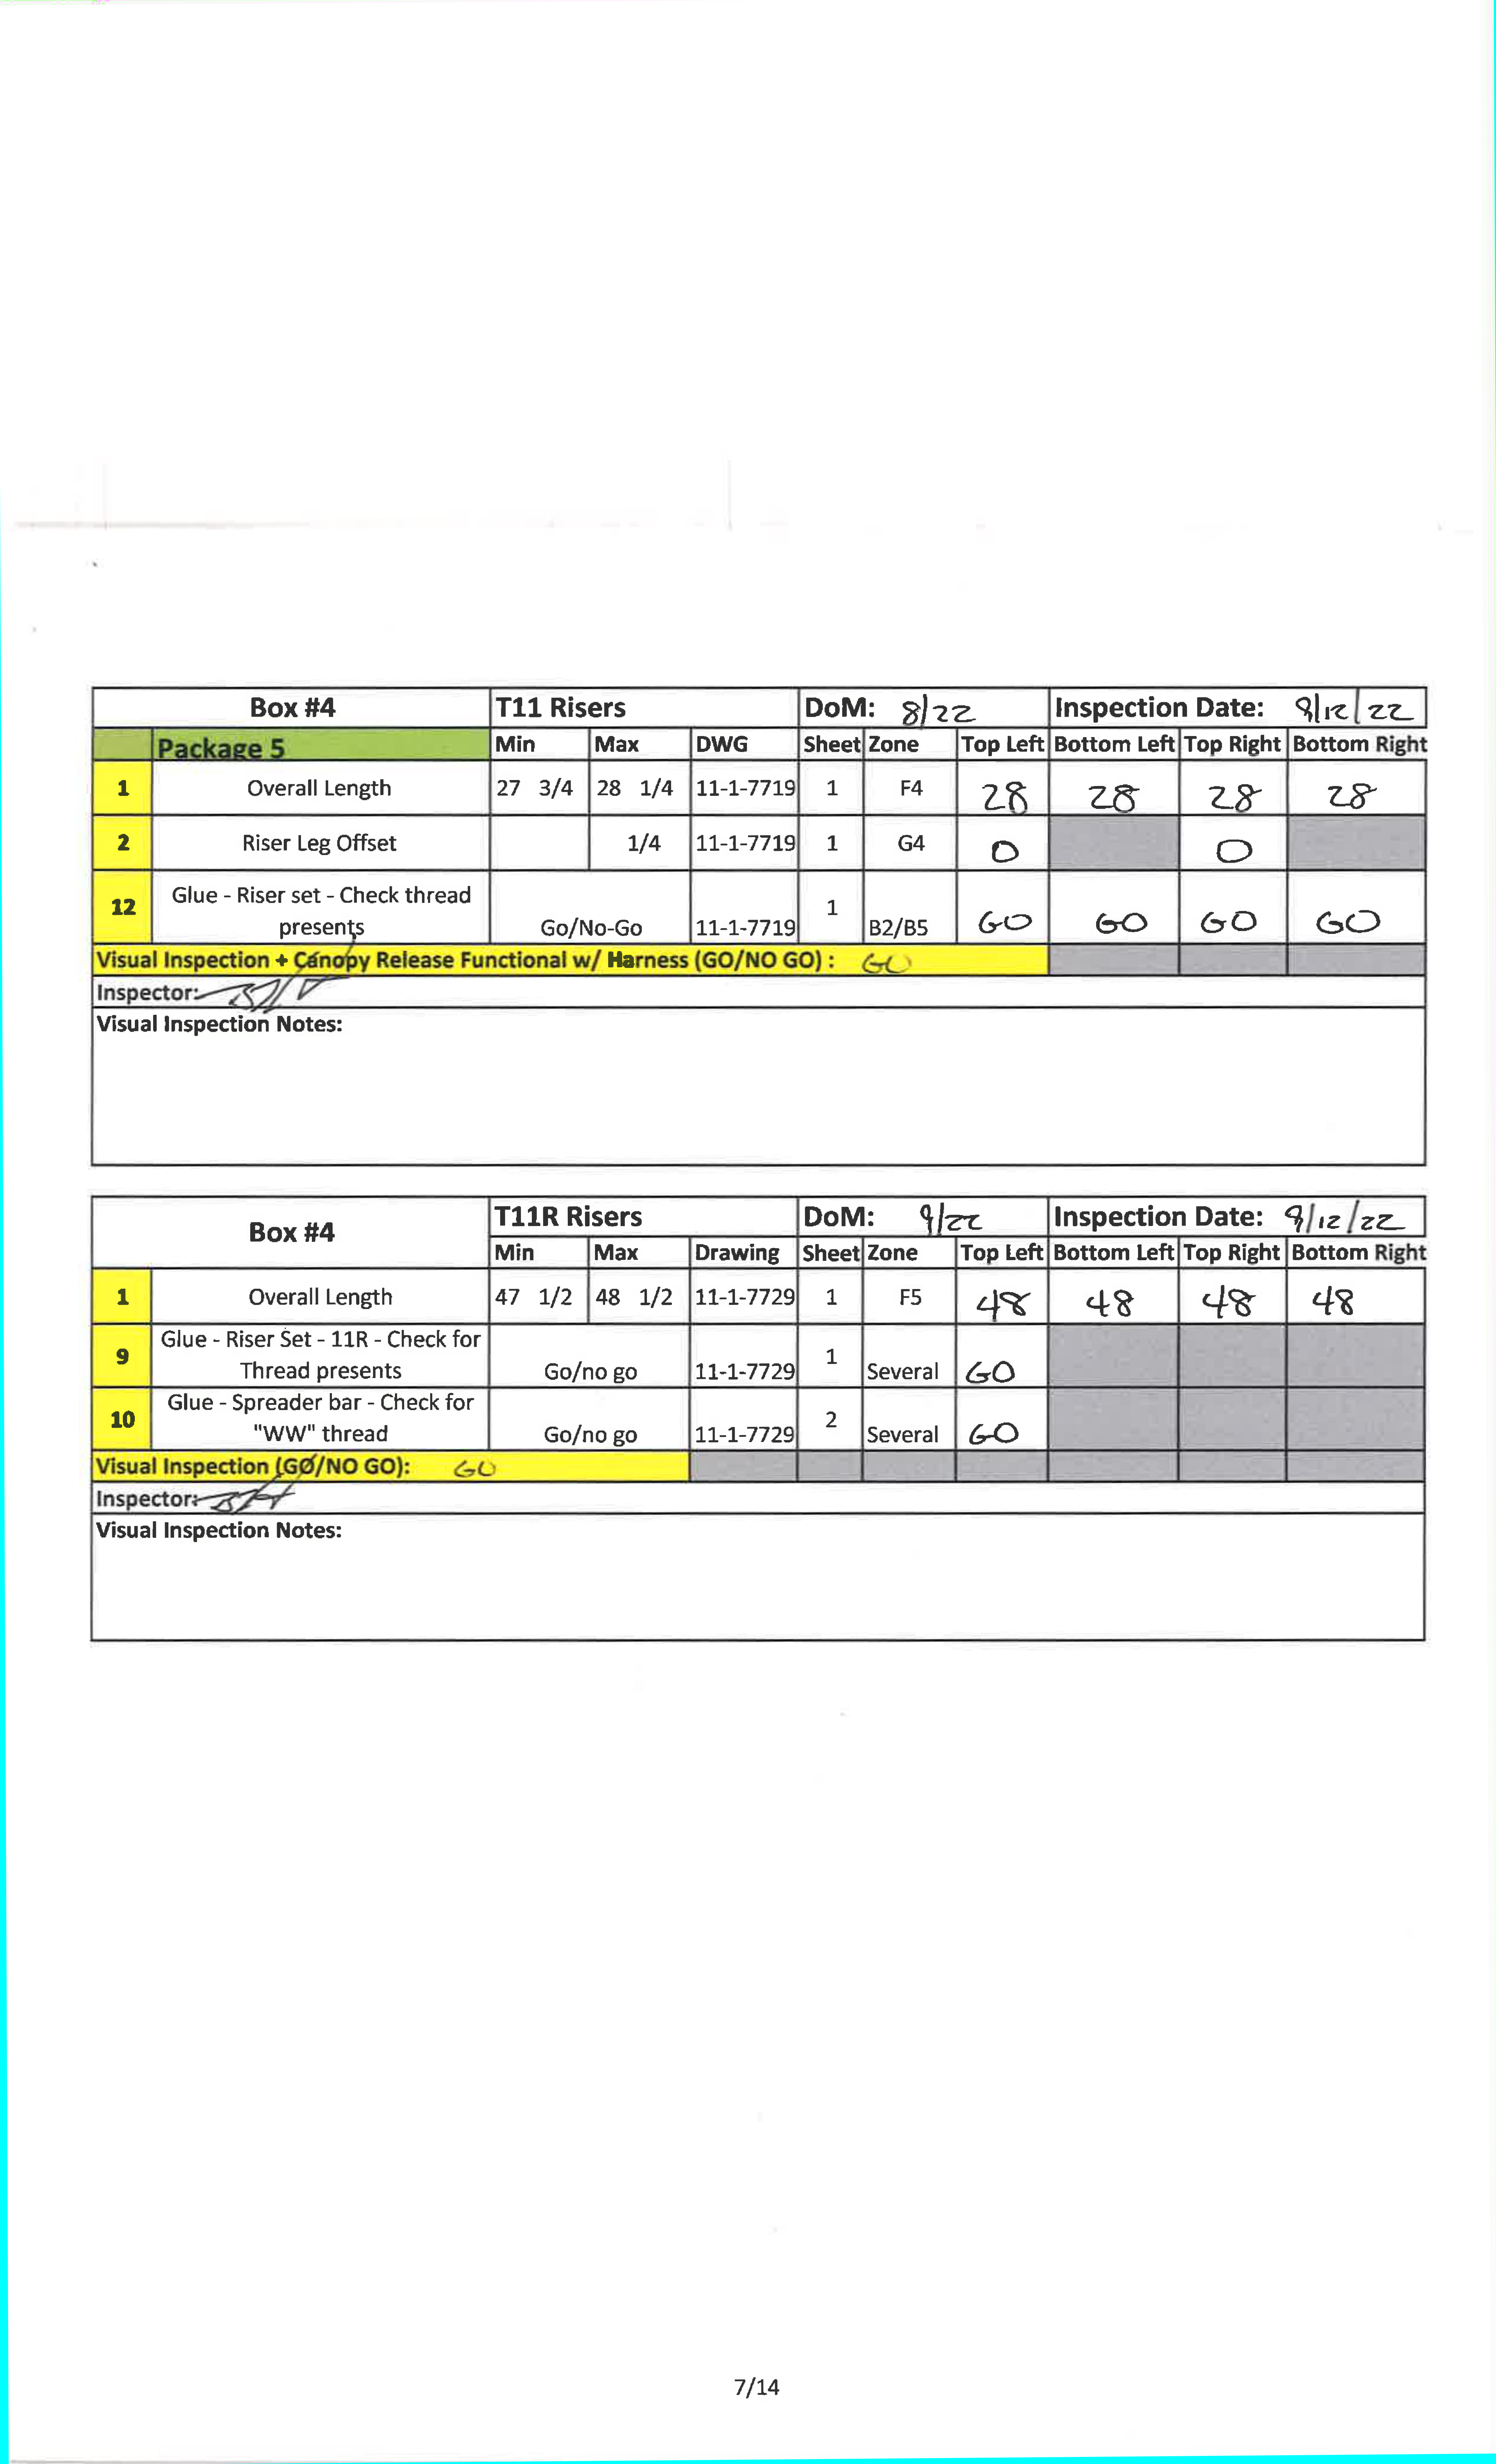 Box #4 T11 Risers DoM: 8/22 Inspection Date: 9/12/22
Package 5 Min Max DWG Sheet Zone Top Left Bottom Left Top Right Bottom Right
1 Overall Length 27 3/4 28 1/4 11-1-7719 1 F4 28 28 28 28
2 Riser Leg Offset 1/4 11-1-7719 1 G4 0 0
12 Glue - Riser set - Check thread
presents Go/No-Go 11-1-7719 1 B2/B5 GO GO GO GO
Visual Inspection + Canopy Release Functional w/ Harness (GO/NO GO) : GO
Inspector:
Visual Inspection Notes:
Box #4 T11R Risers DoM: 9/22 Inspection Date: 9/12/22
Min Max Drawing Sheet Zone Top Left Bottom Left Top Right Bottom Right
1 Overall Length 47 1/2 48 1/2 11-1-7729 1 F5 48 48 48 48
9 Glue - Riser Set - 11R - Check for
Thread presents Go/no go 11-1-7729 1 Several GO
10 Glue - Spreader bar - Check for
"WW" thread Go/no go 11-1-7729 2 Several GO
Visual Inspection (GO/NO GO): GO
Inspector:
Visual Inspection Notes:
7/14